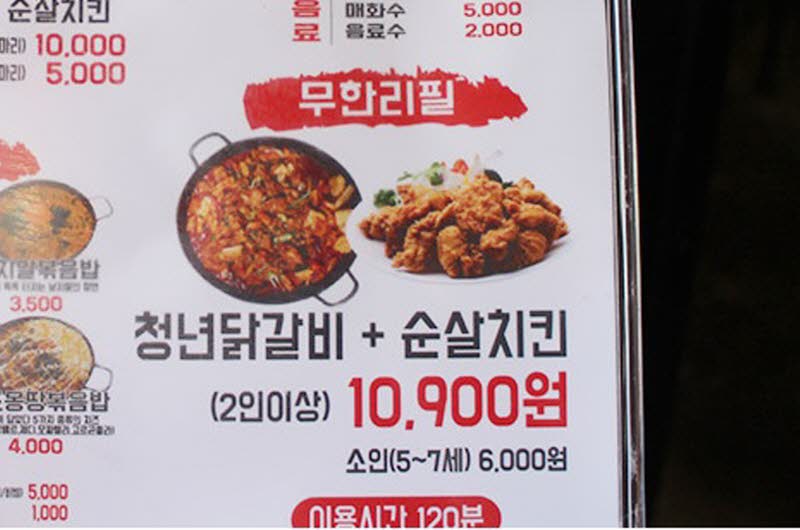 순살치킨
10,000
5,000
음료
매화수 5,000
음료수 2.000
무한리필
3,500
볶음밥
4,000
5,000
1,000
청년닭갈비 + 순살치킨
(2인이상) 10,900원
소인(5~7세) 6,000원
이용시간 120분